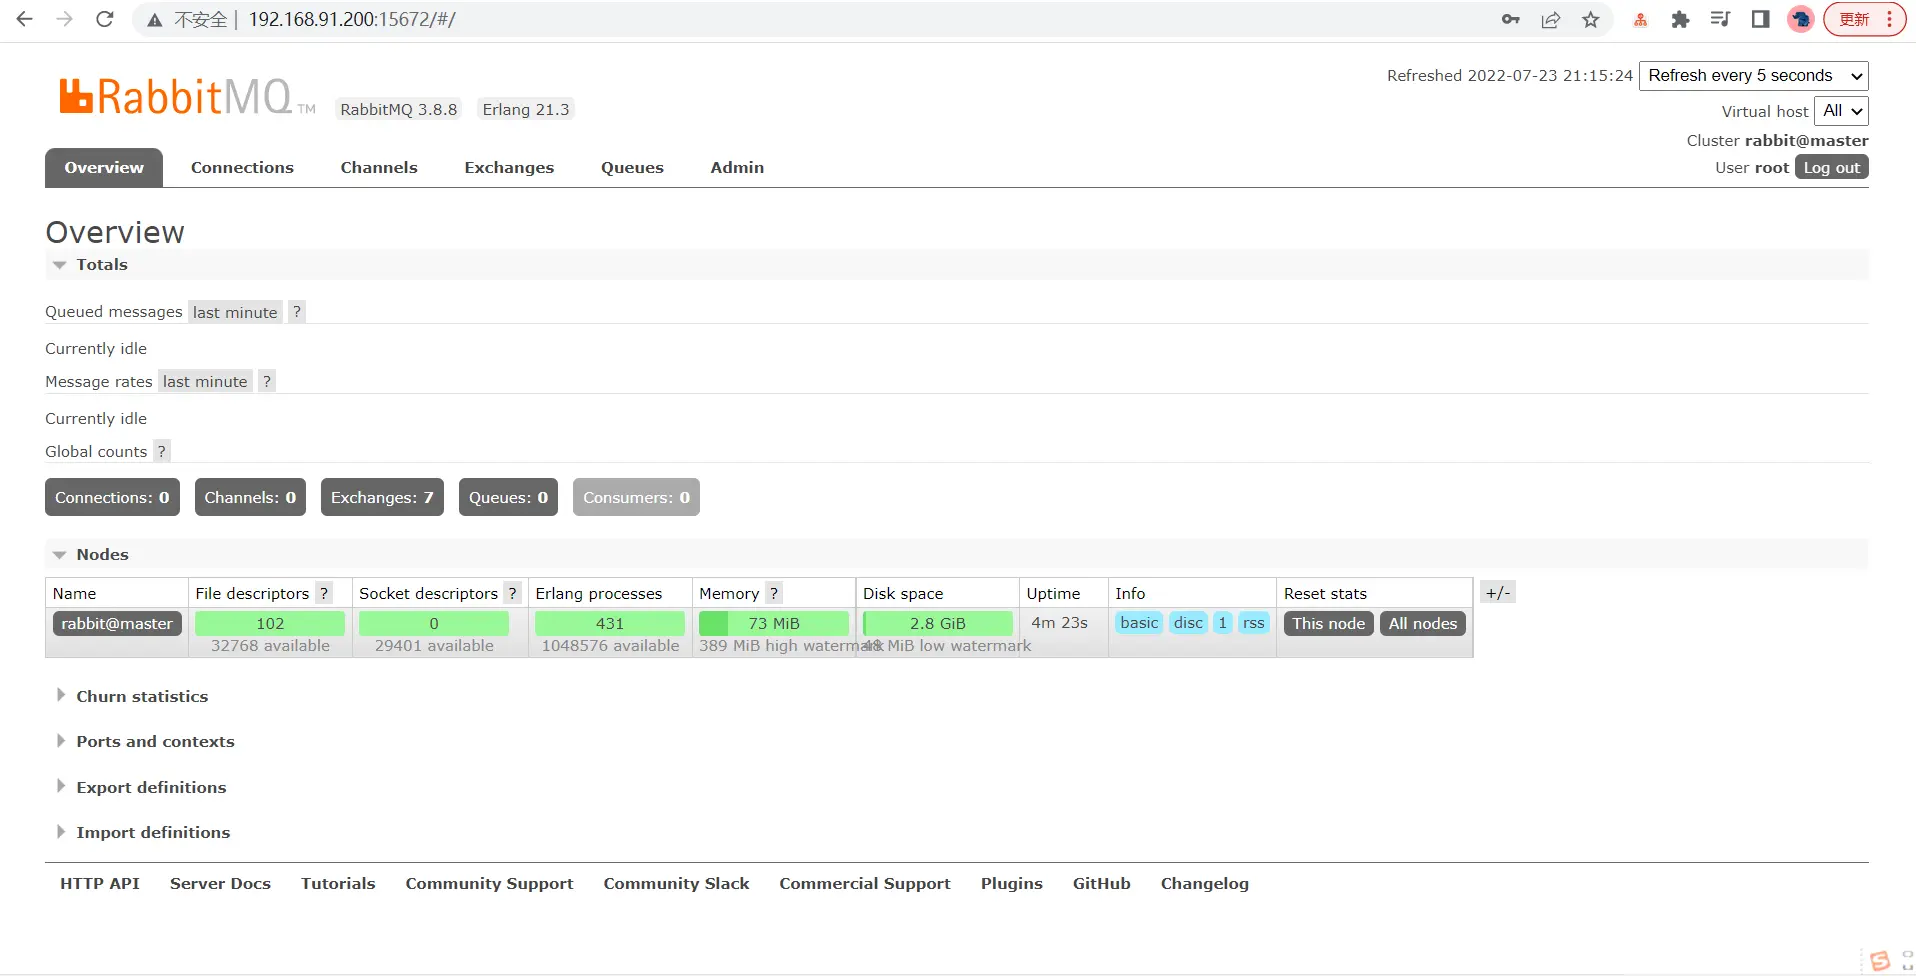 不安全 | 192.168.91.200:15672/#/
更新
RabbitMQ TM
RabbitMQ 3.8.8
Erlang 21.3
Refreshed 2022-07-23 21:15:24 Refresh every 5 seconds
Virtual host All
Cluster rabbit@master
User root Log out
Overview Connections Channels Exchanges Queues Admin
Overview
Totals
Queued messages last minute ?
Currently idle
Message rates last minute ?
Currently idle
Global counts ?
Connections: 0 Channels: 0 Exchanges: 7 Queues: 0 Consumers: 0
Nodes
Name File descriptors ? Socket descriptors ? Erlang processes Memory ? Disk space Uptime Info Reset stats +/-
rabbit@master 102 0 431 73 MiB 2.8 GiB 4m 23s basic disc 1 rss This node All nodes
32768 available 29401 available 1048576 available 389 MiB high watermark 48 MiB low watermark
Churn statistics
Ports and contexts
Export definitions
Import definitions
HTTP API Server Docs Tutorials Community Support Community Slack Commercial Support Plugins GitHub Changelog